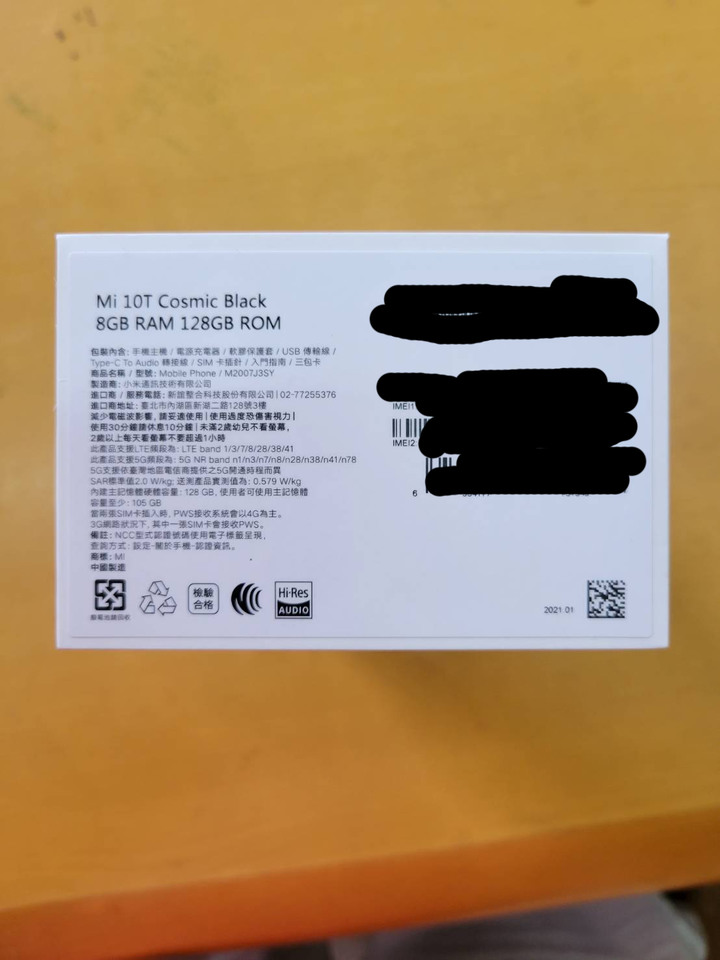 Mi 10T Cosmic Black
8GB RAM 128GB ROM
包裝內含: 手機主機 / 電源充電器 / 軟膠保護套 / USB 傳輸線 /
Type-C To Audio 轉接線 / SIM 卡插針 / 入門指南 / 三包卡
商品名稱 / 型號: Mobile Phone / M2007J3SY
製造商: 小米通訊技術有限公司
進口商 / 服務商: 新誼整合科技股份有限公司 | 02-77255376
進口商地址: 臺北市內湖區新湖二路128號3樓
減少電磁波影響, 請妥適使用 | 使用過度恐傷害視力 |
使用30分鐘請休息10分鐘 | 未滿2歲幼兒不看螢幕,
2歲以上每天看螢幕不要超過1小時
此產品支援LTE頻段為: LTE band 1/3/7/8/28/38/41
此產品支援5G頻段為: 5G NR band n1/n3/n7/n8/n28/n38/n41/n78
5G支援依臺灣地區電信商提供之5G開通時程而異
SAR標準值2.0 W/kg; 送測產品實測值為: 0.579 W/kg
內建主記憶體硬體容量: 128 GB, 使用者可使用主記憶體
容量至少: 105 GB
當兩張SIM卡插入時, PWS接收系統會以4G為主。
3G網路狀況下, 其中一張SIM卡會接收PWS。
備註: NCC型式認證號碼使用電子標籤呈現,
查詢方式: 設定-關於手機-認證資訊。
商標: MI
中國製造
廢電池請回收
檢驗
合格
Hi-Res
AUDIO
IMEI1
IMEI2:
6
2021.01